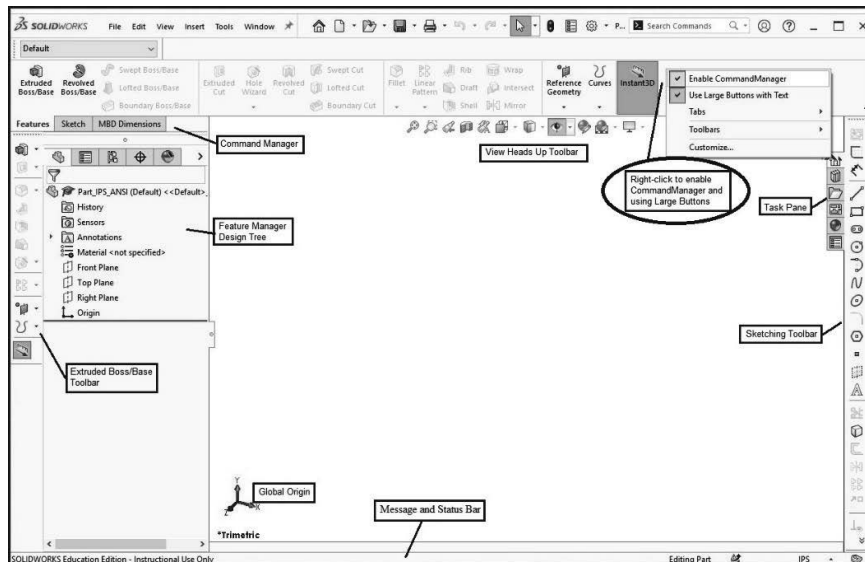 SOLIDWORKS File Edit View Insert Tools Window P... Search Commands
Default
Extruded Boss/Base
Revolved Boss/Base
Swept Boss/Base
Lofted Boss/Base
Boundary Boss/Base
Extruded Cut
Hole Wizard
Revolved Cut
Swept Cut
Lofted Cut
Boundary Cut
Fillet
Linear Pattern
Rib
Draft
Shell
Wrap
Intersect
Mirror
Reference Geometry
Curves
Instant3D
Enable CommandManager
Use Large Buttons with Text
Tabs
Toolbars
Customize...
Features Sketch MBD Dimensions
Command Manager
View Heads Up Toolbar
Right-click to enable
CommandManager and
using Large Buttons
Task Pane
Part_IPS_ANSI (Default) <<Default>_
History
Sensors
Annotations
Material <not specified>
Front Plane
Top Plane
Right Plane
Origin
Feature Manager
Design Tree
Sketching Toolbar
Extruded Boss/Base
Toolbar
Y
X
Z
Global Origin
Message and Status Bar
*Trimetric
SOLIDWORKS Education Edition - Instructional Use Only Editing Part IPS